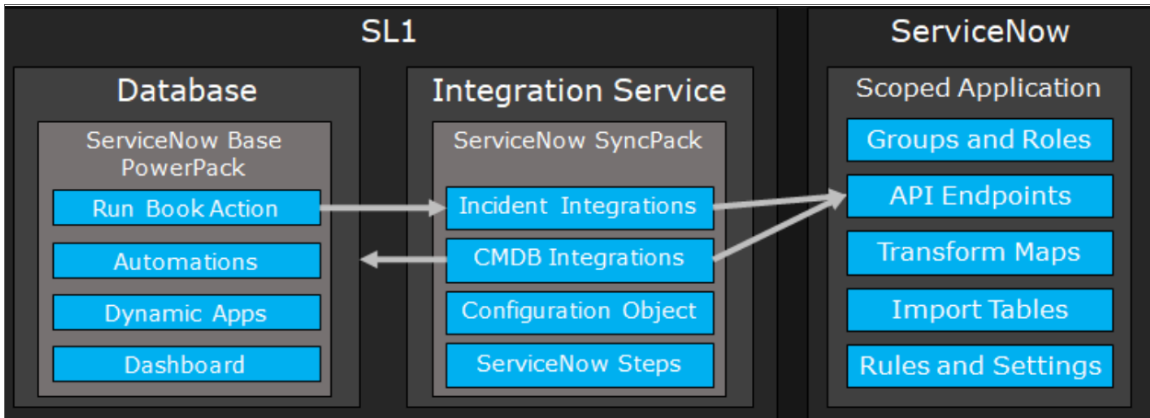 SL1
Database
ServiceNow Base
PowerPack
Run Book Action
Automations
Dynamic Apps
Dashboard
Integration Service
ServiceNow SyncPack
Incident Integrations
CMDB Integrations
Configuration Object
ServiceNow Steps
ServiceNow
Scoped Application
Groups and Roles
API Endpoints
Transform Maps
Import Tables
Rules and Settings